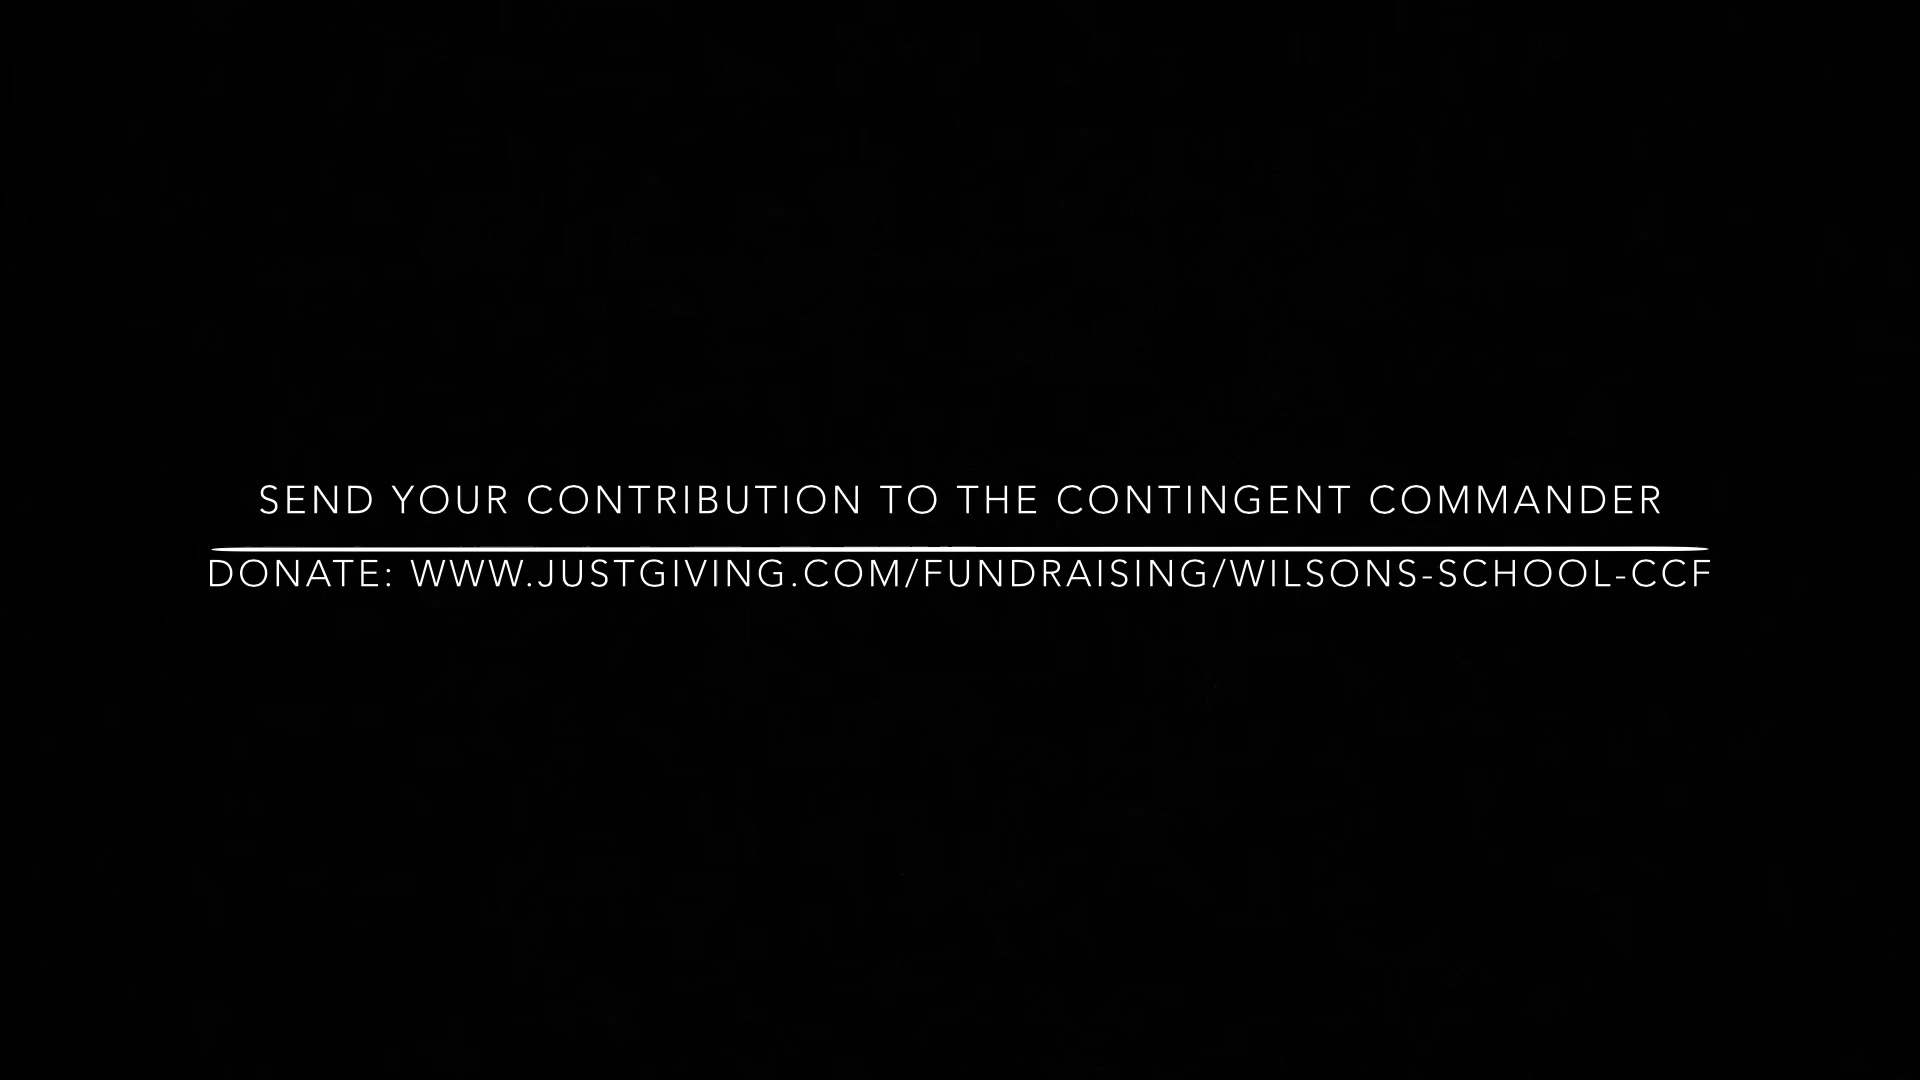 SEND YOUR CONTRIBUTION TO THE CONTINGENT COMMANDER
DONATE: WWW.JUSTGIVING.COM/FUNDRAISING/WILSONS-SCHOOL-CCF